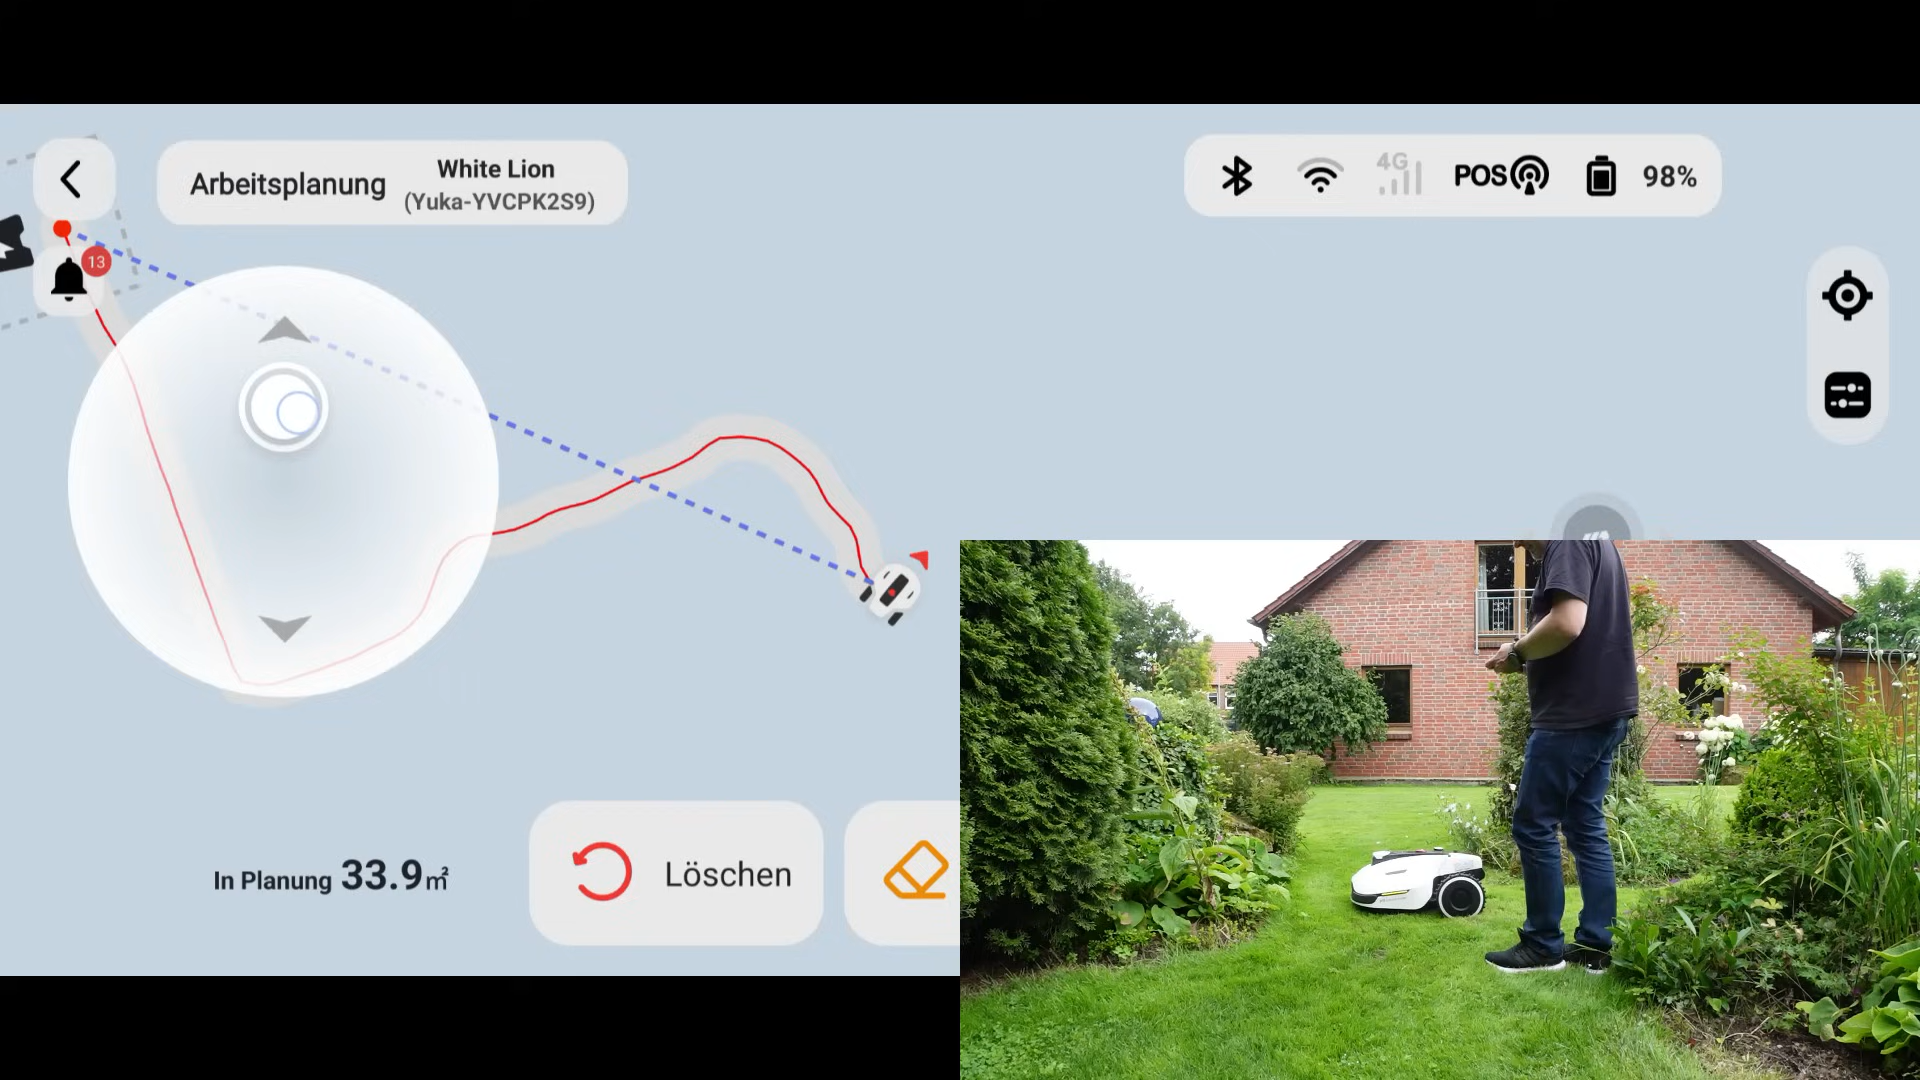 Arbeitsplanung
White Lion
(Yuka-YVCPK2S9)
4G
POS
98%
13
In Planung 33.9㎡
Löschen